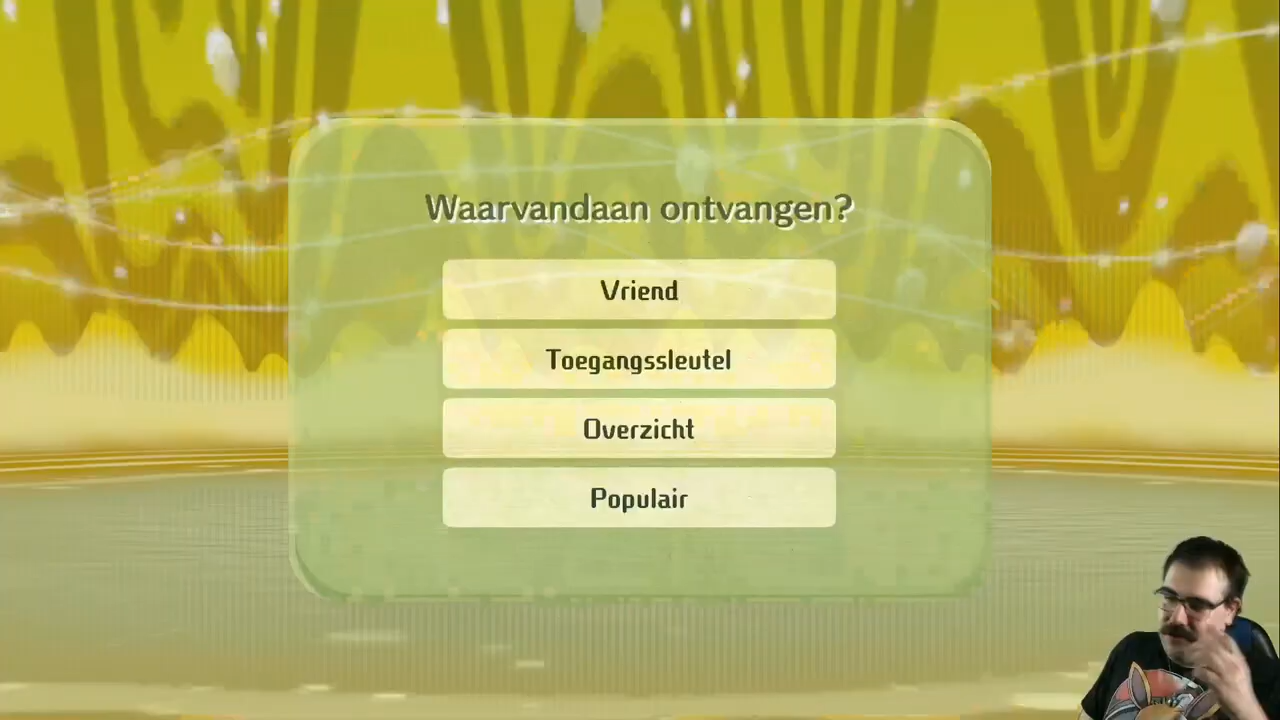 Waarvandaan ontvangen?
Vriend
Toegangssleutel
Overzicht
Populair